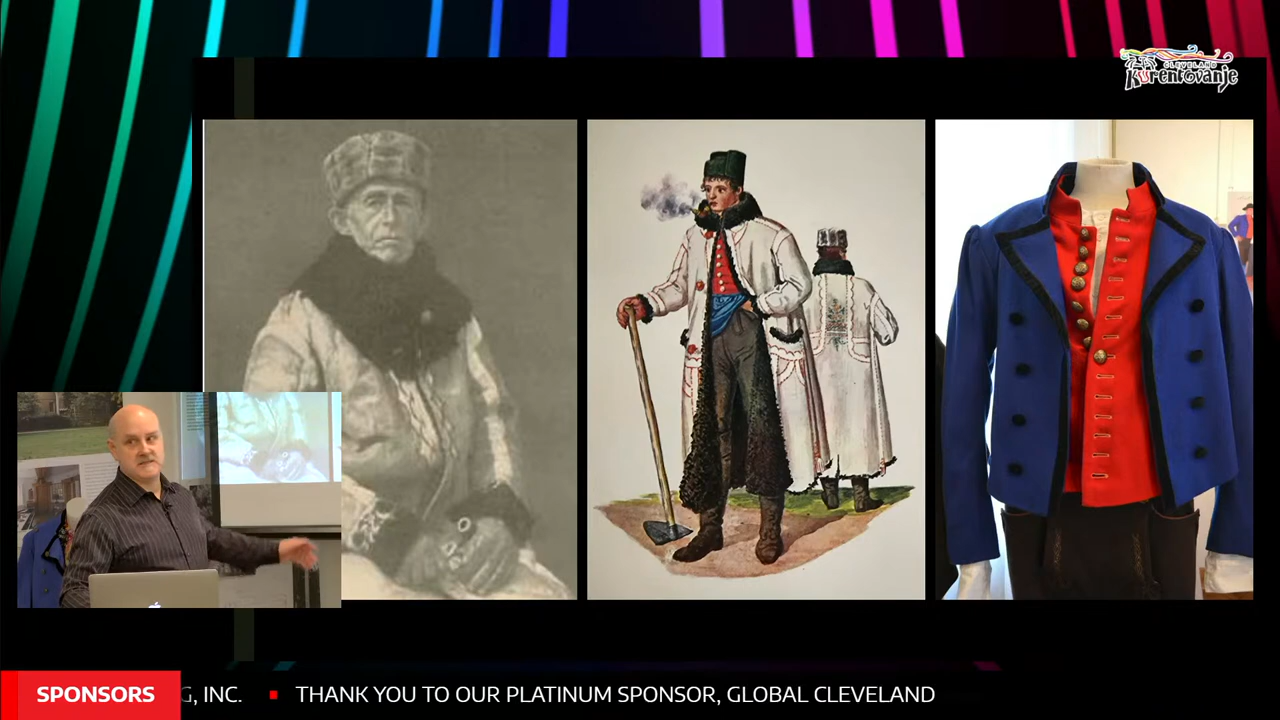 CLEVELAND
Kurentovanje
SPONSORS
G, INC.
THANK YOU TO OUR PLATINUM SPONSOR, GLOBAL CLEVELAND